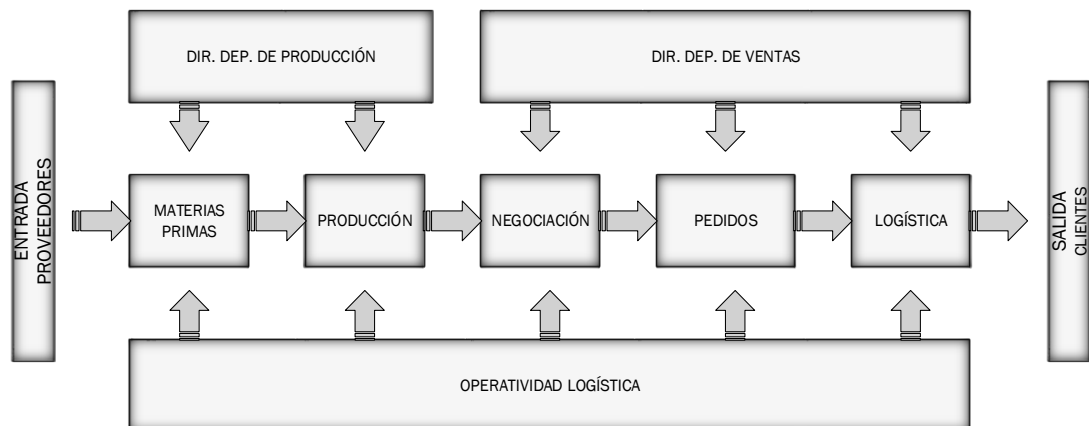 DIR. DEP. DE PRODUCCIÓN
DIR. DEP. DE VENTAS
ENTRADA
PROVEEDORES
MATERIAS
PRIMAS
PRODUCCIÓN
NEGOCIACIÓN
PEDIDOS
LOGÍSTICA
SALIDA
CLIENTES
OPERATIVIDAD LOGÍSTICA